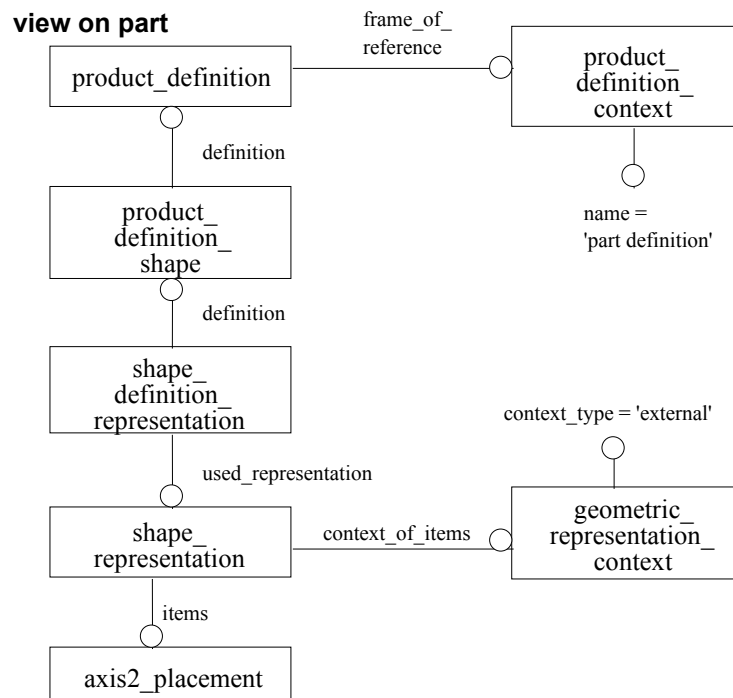 view on part
frame_of_
reference
product_definition
product_
definition_
context
definition
product_
definition_
shape
name =
'part definition'
definition
shape_
definition_
representation
context_type = 'external'
used_representation
shape_
representation
context_of_items
geometric_
representation_
context
items
axis2_placement